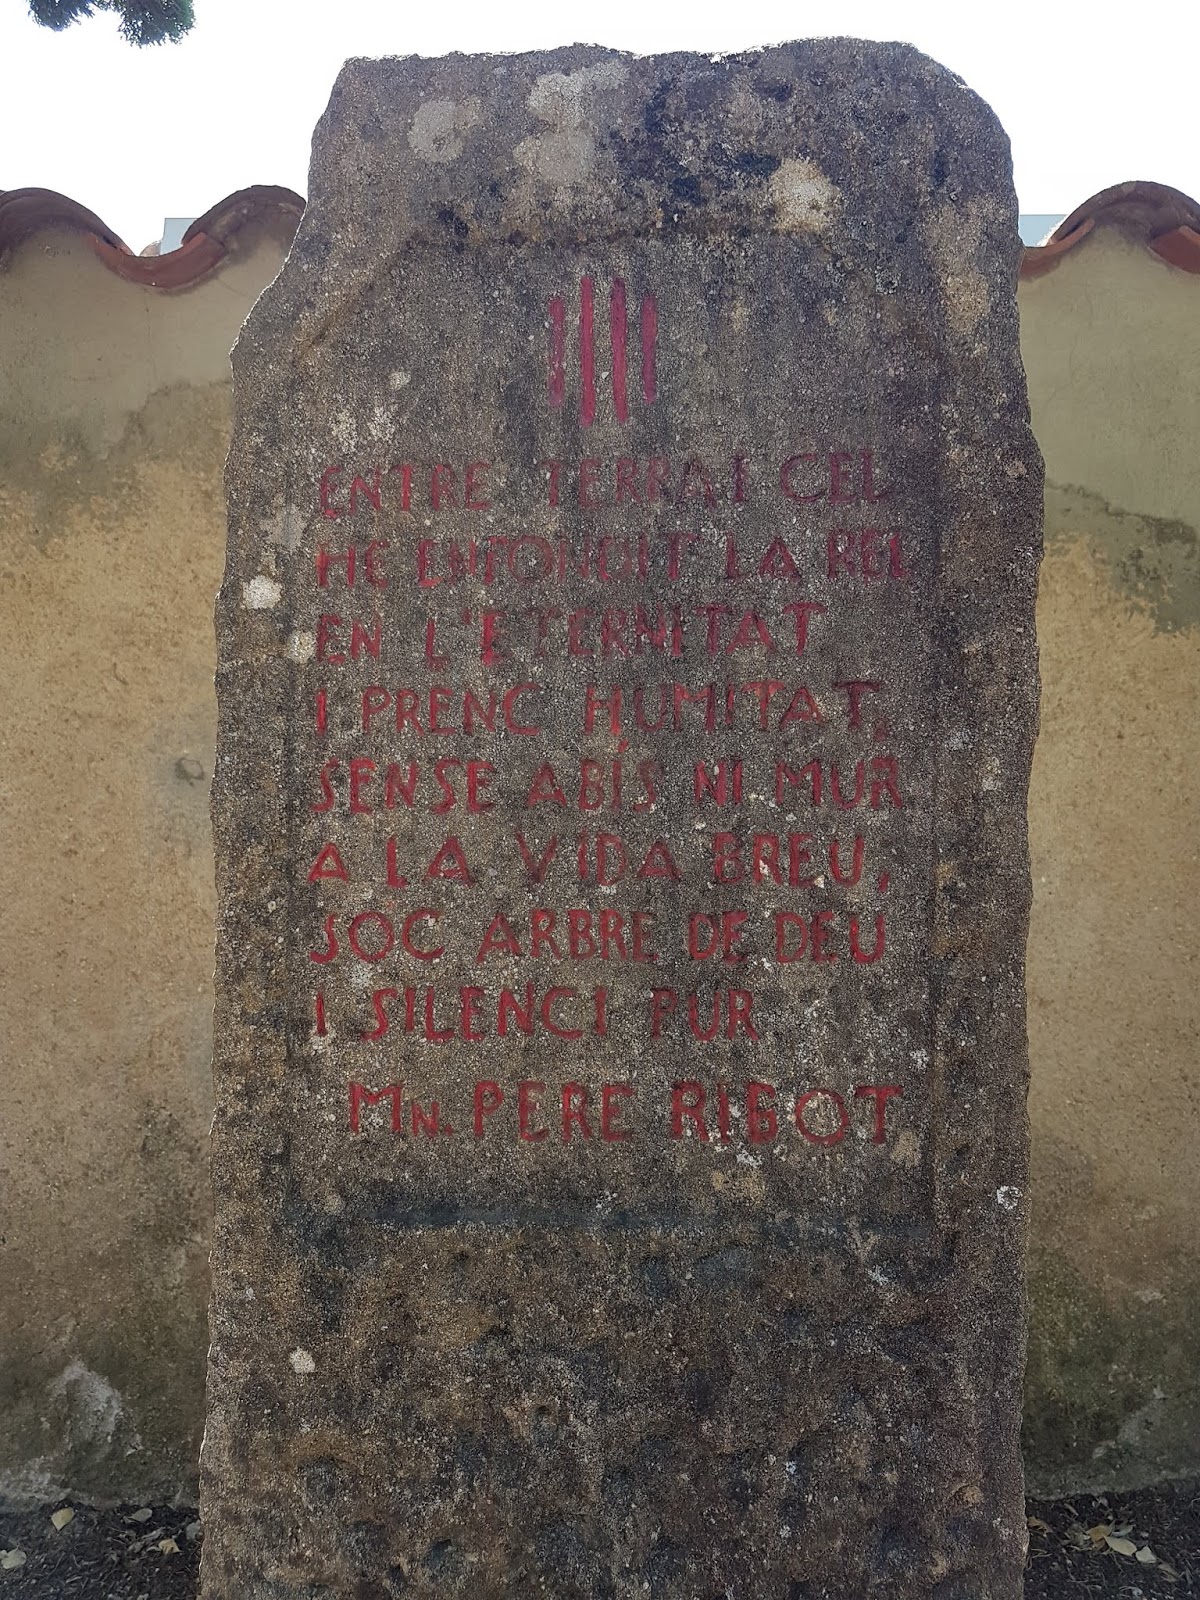 ENTRE TERRA I CEL
HE ENFONDIT LA REL
EN L'ETERNITAT
I PRENC HUMITAT,
SENSE ABÍS NI MUR
A LA VIDA BREU,
SOC ARBRE DE DEU
I SILENCI PUR
MN. PERE RIBOT